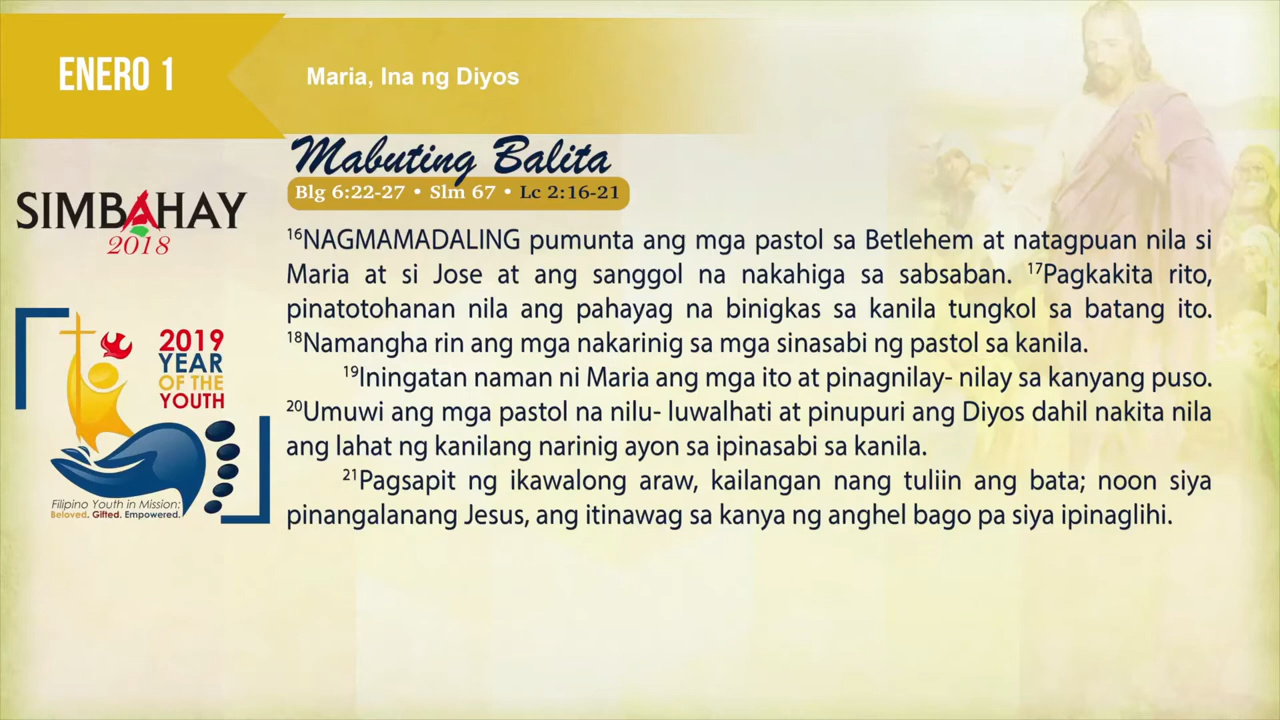 ENERO 1
Maria, Ina ng Diyos
Mabuting Balita
Blg 6:22-27 • Slm 67 • Lc 2:16-21
SIMBAHAY
2018
¹⁶NAGMAMADALING pumunta ang mga pastol sa Betlehem at natagpuan nila si
Maria at si Jose at ang sanggol na nakahiga sa sabsaban. ¹⁷Pagkakita rito,
pinatotohanan nila ang pahayag na binigkas sa kanila tungkol sa batang ito.
¹⁸Namangha rin ang mga nakarinig sa mga sinasabi ng pastol sa kanila.
¹⁹Iningatan naman ni Maria ang mga ito at pinagnilay- nilay sa kanyang puso.
²⁰Umuwi ang mga pastol na nilu- luwalhati at pinupuri ang Diyos dahil nakita nila
ang lahat ng kanilang narinig ayon sa ipinasabi sa kanila.
²¹Pagsapit ng ikawalong araw, kailangan nang tuliin ang bata; noon siya
pinangalanang Jesus, ang itinawag sa kanya ng anghel bago pa siya ipinaglihi.
2019
YEAR
OF THE
YOUTH
Filipino Youth in Mission:
Beloved. Gifted. Empowered.